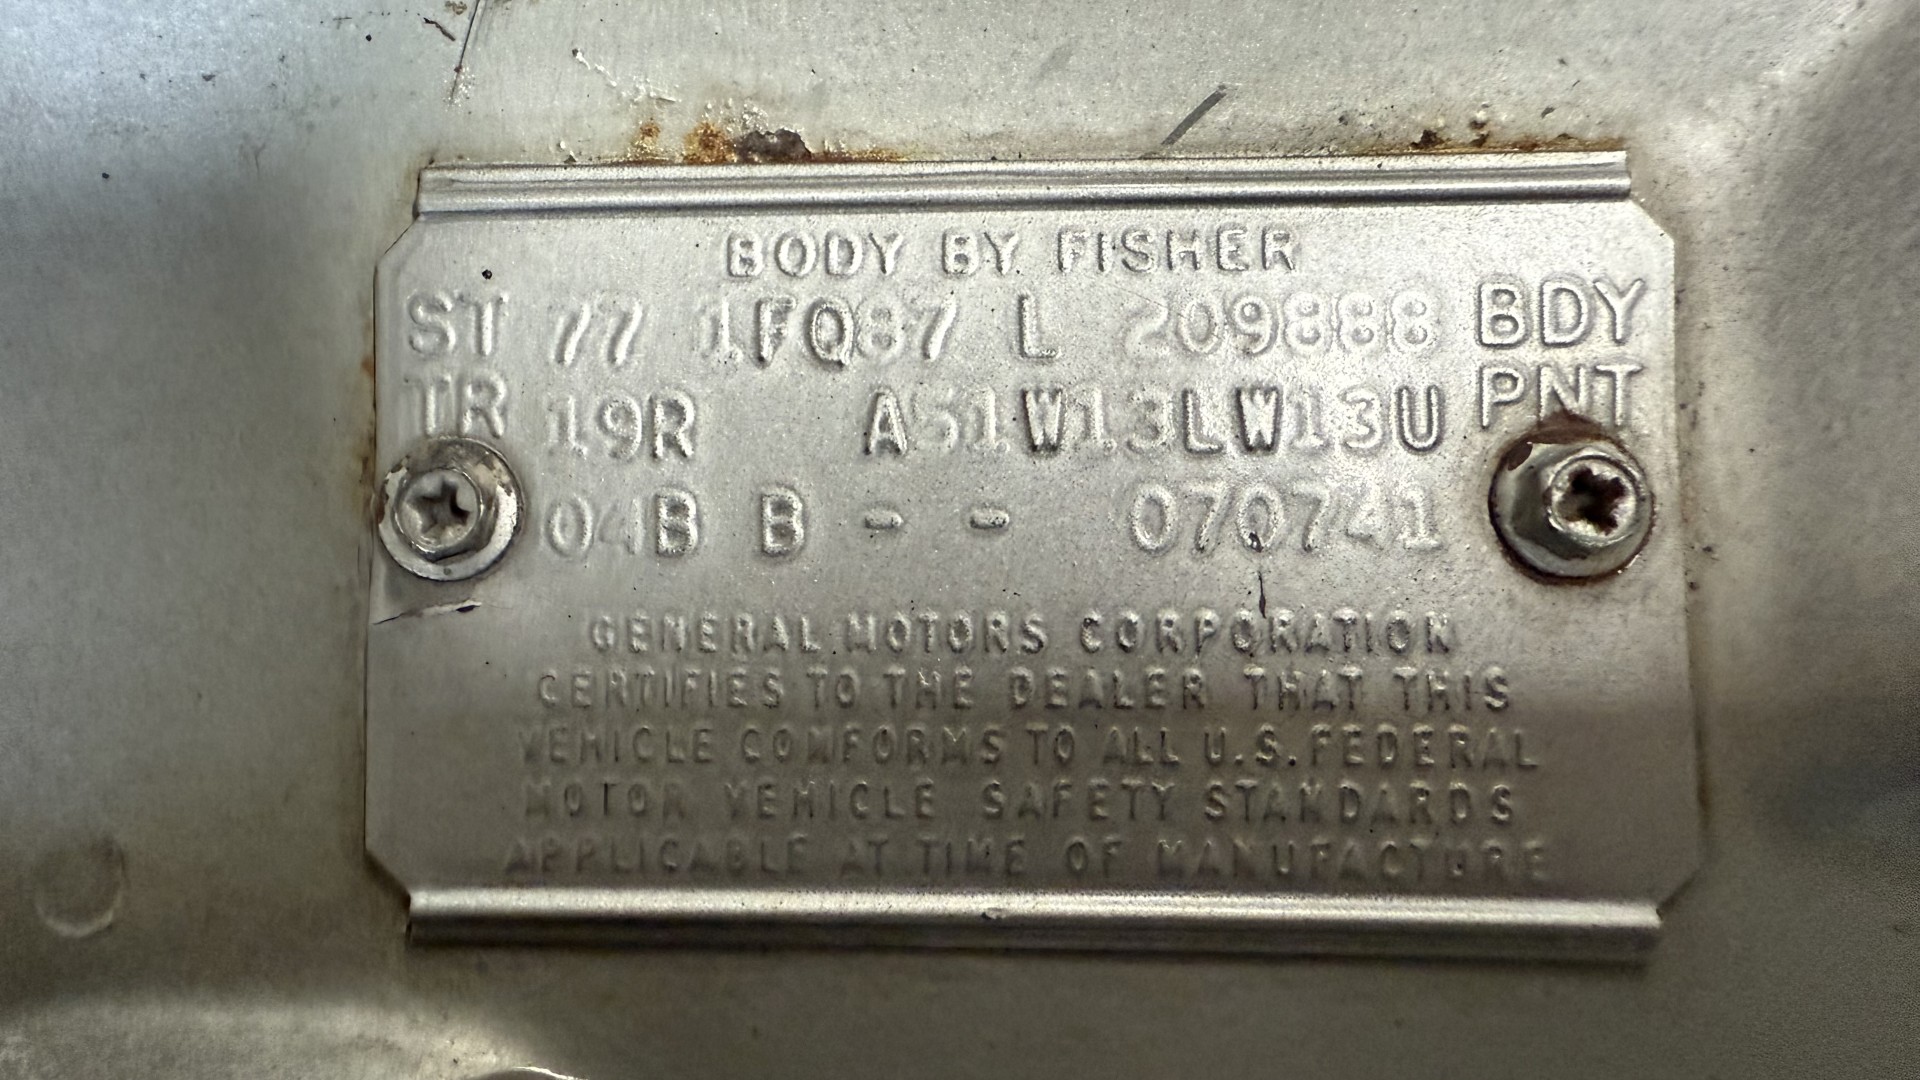 BODY BY FISHER
ST 77 1FQ87 L 209888 BDY
TR 19R A51W13LW13U PNT
04B B - - 070741
GENERAL MOTORS CORPORATION
CERTIFIES TO THE DEALER THAT THIS
VEHICLE CONFORMS TO ALL U.S. FEDERAL
MOTOR VEHICLE SAFETY STANDARDS
APPLICABLE AT TIME OF MANUFACTURE